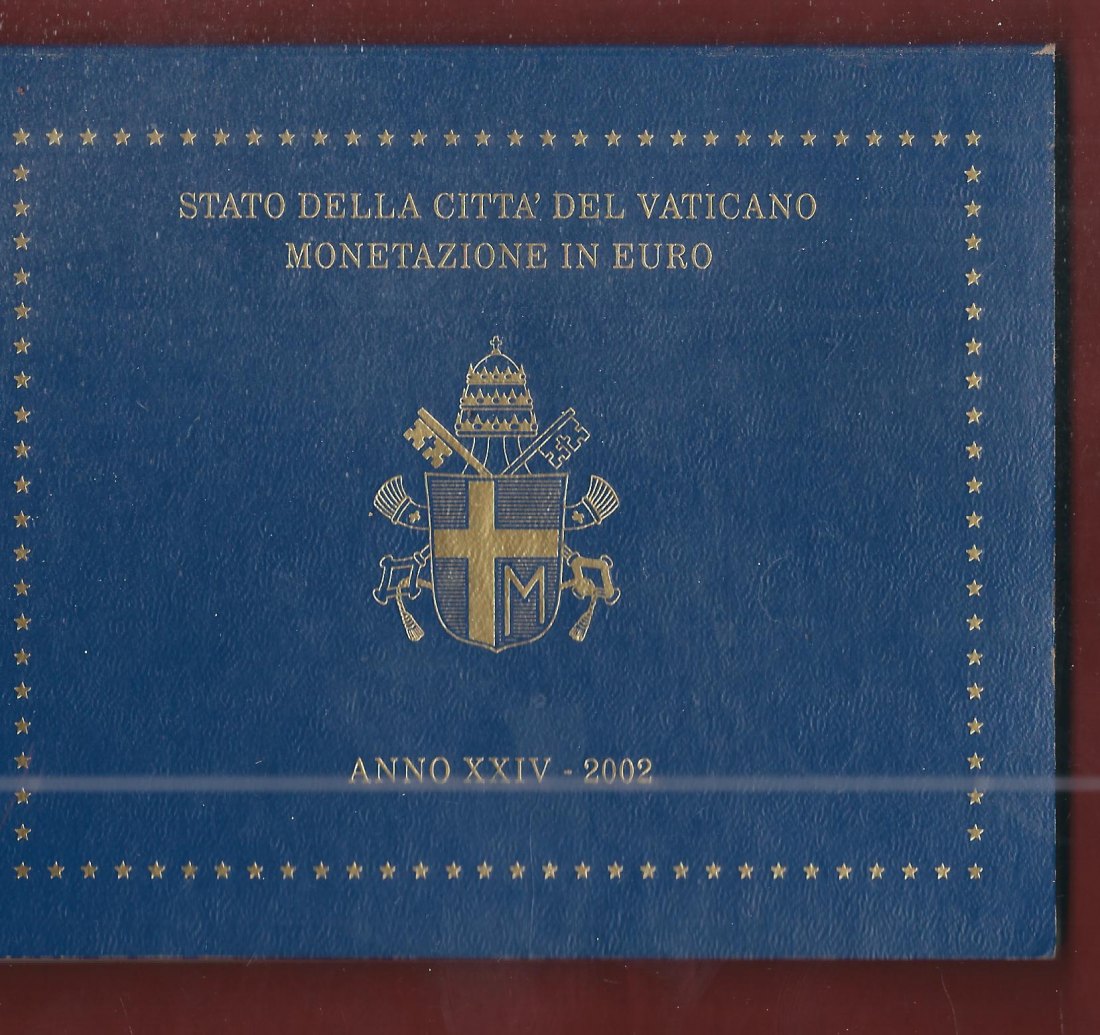 STATO DELLA CITTA' DEL VATICANO
MONETAZIONE IN EURO
M
ANNO XXIV - 2002